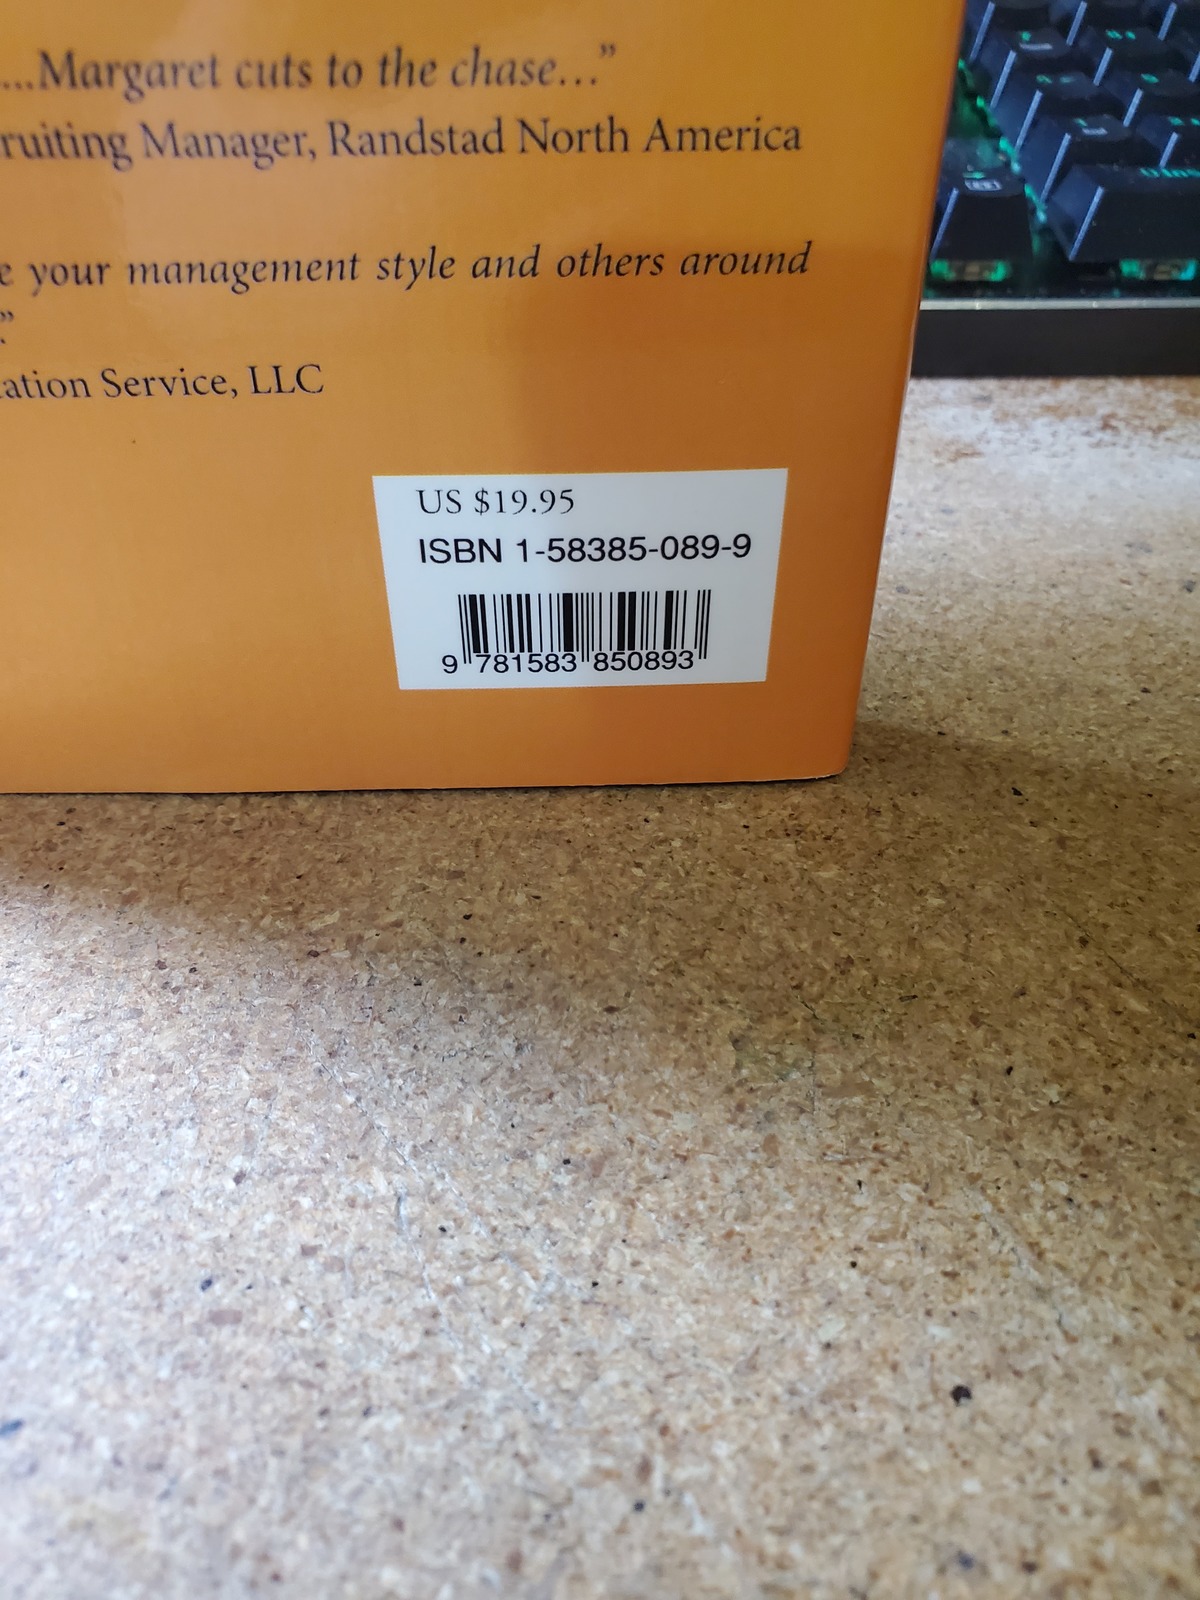 ...Margaret cuts to the chase...”
ruiting Manager, Randstad North America
e your management style and others around
.”
ation Service, LLC
US $19.95
ISBN 1-58385-089-9
9 781583 850893